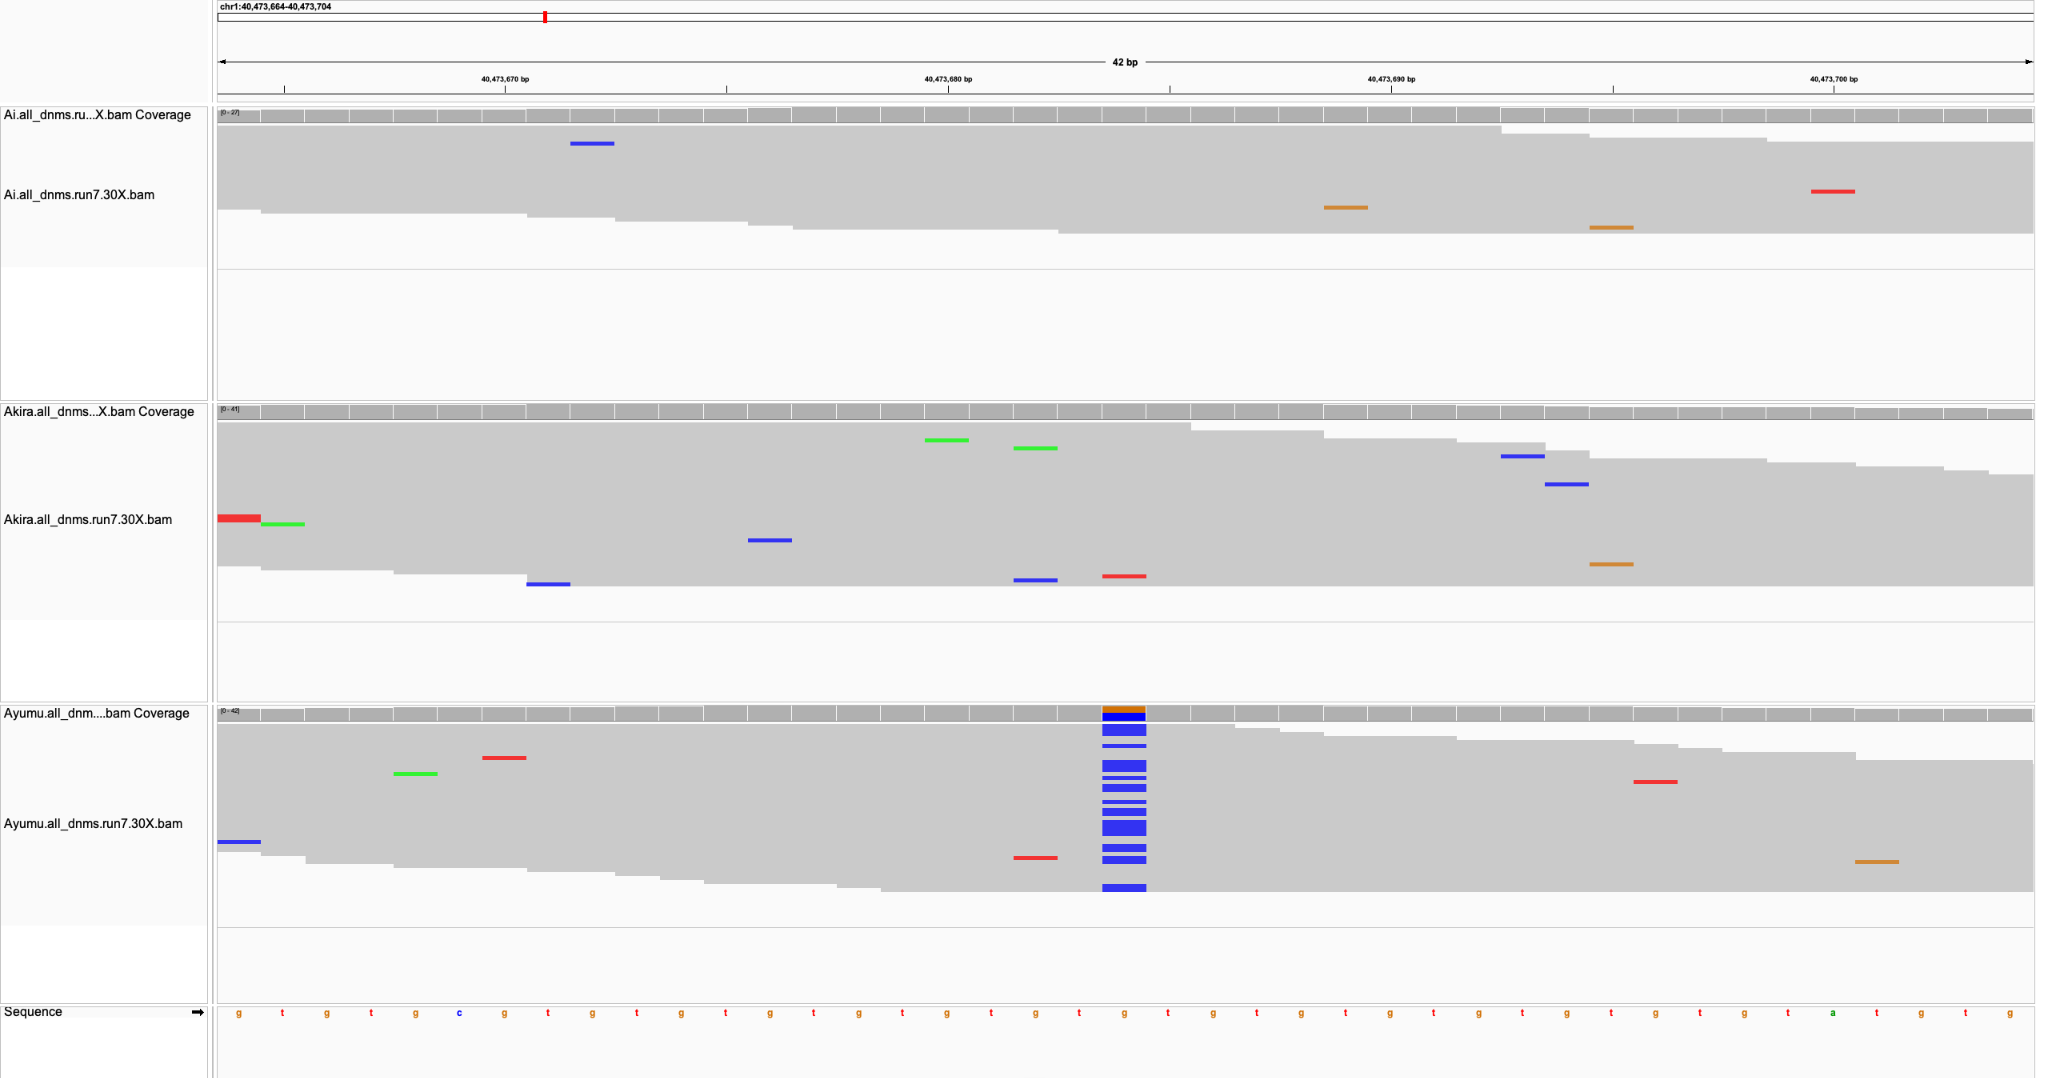 chr1:40,473,664-40,473,704
42 bp
40,473,670 bp 40,473,680 bp 40,473,690 bp 40,473,700 bp
Ai.all_dnms.ru...X.bam Coverage [0 - 27]
Ai.all_dnms.run7.30X.bam
Akira.all_dnms...X.bam Coverage [0 - 41]
Akira.all_dnms.run7.30X.bam
Ayumu.all_dnm....bam Coverage [0 - 42]
Ayumu.all_dnms.run7.30X.bam
Sequence g t g t g c g t g t g t g t g t g t g t g t g t g t g t g t g t g t g t a t g t g